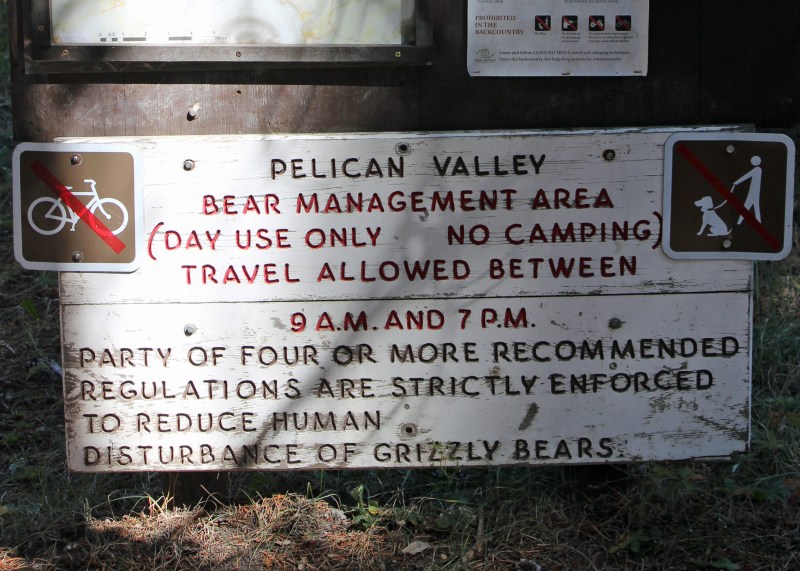 PROHIBITED
IN THE
BACKCOUNTRY
PELICAN VALLEY
BEAR MANAGEMENT AREA
(DAY USE ONLY NO CAMPING)
TRAVEL ALLOWED BETWEEN
9 A.M. AND 7 P.M.
PARTY OF FOUR OR MORE RECOMMENDED
REGULATIONS ARE STRICTLY ENFORCED
TO REDUCE HUMAN
DISTURBANCE OF GRIZZLY BEARS.